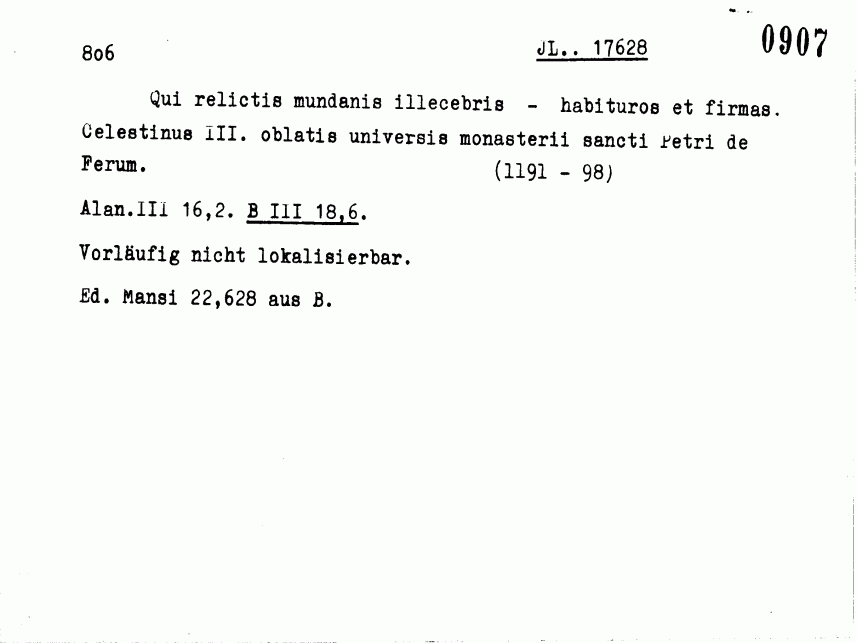 8o6 JL.. 17628 0907
Qui relictis mundanis illecebris - habituros et firmas.
Celestinus III. oblatis universis monasterii sancti Petri de
Ferum. (1191 - 98)
Alan.III 16,2. B III 18,6.
Vorläufig nicht lokalisierbar.
Ed. Mansi 22,628 aus B.